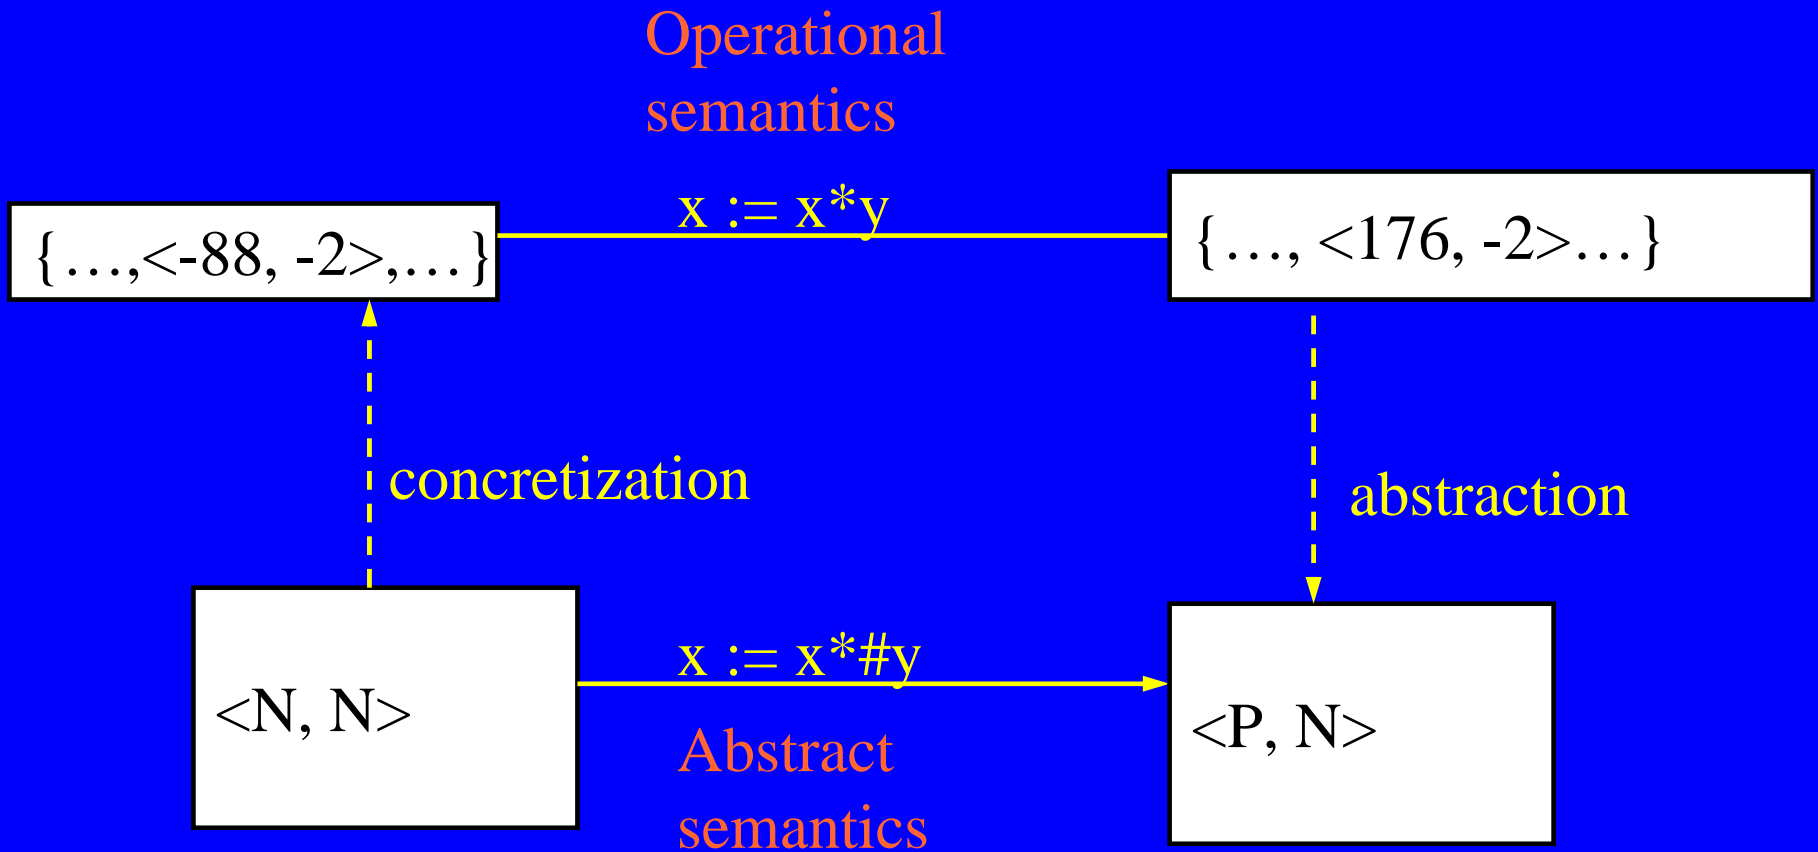 Operational
semantics
x := x*y
{…,<-88, -2>,…}
{…, <176, -2>…}
concretization
abstraction
x := x*#y
<N, N>
<P, N>
Abstract
semantics